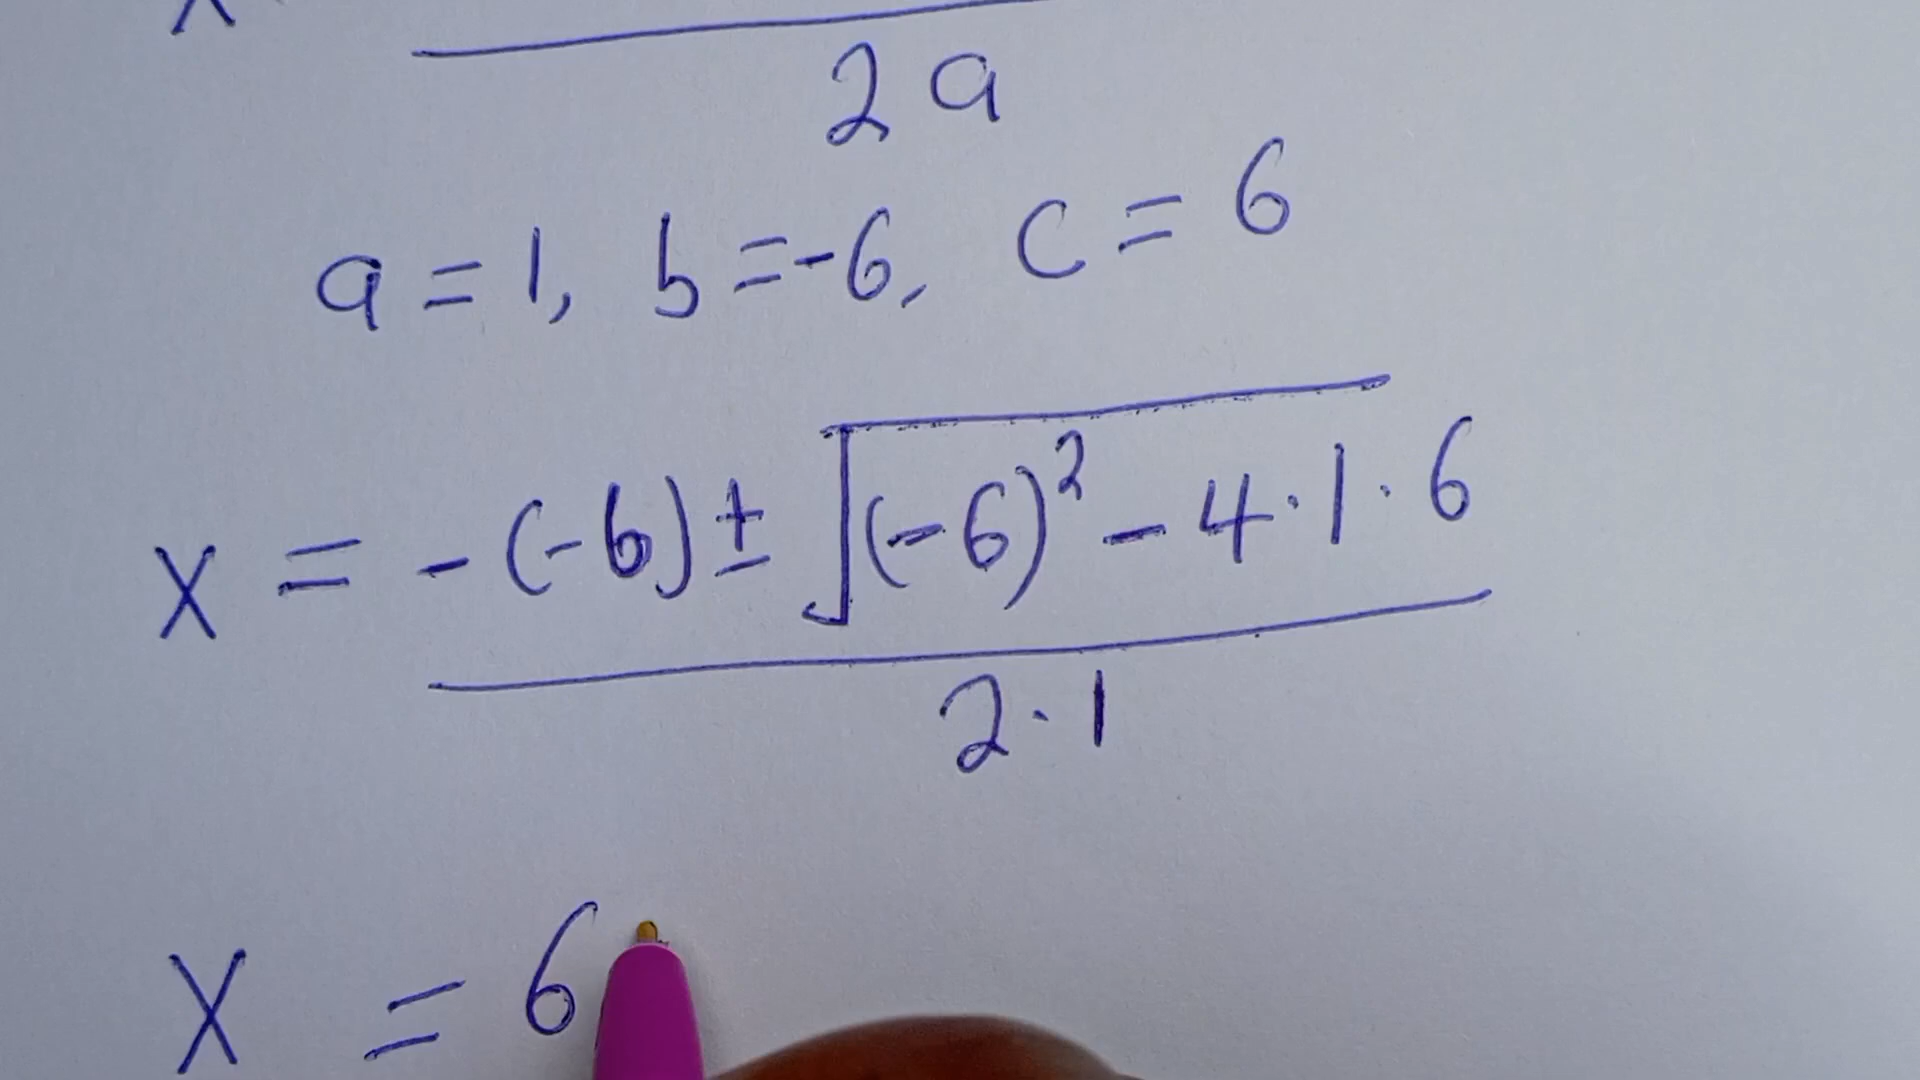 x
2a
a = 1, b = -6, c = 6
x = -(-6) ± √(-6)² - 4·1·6
2·1
x = 6